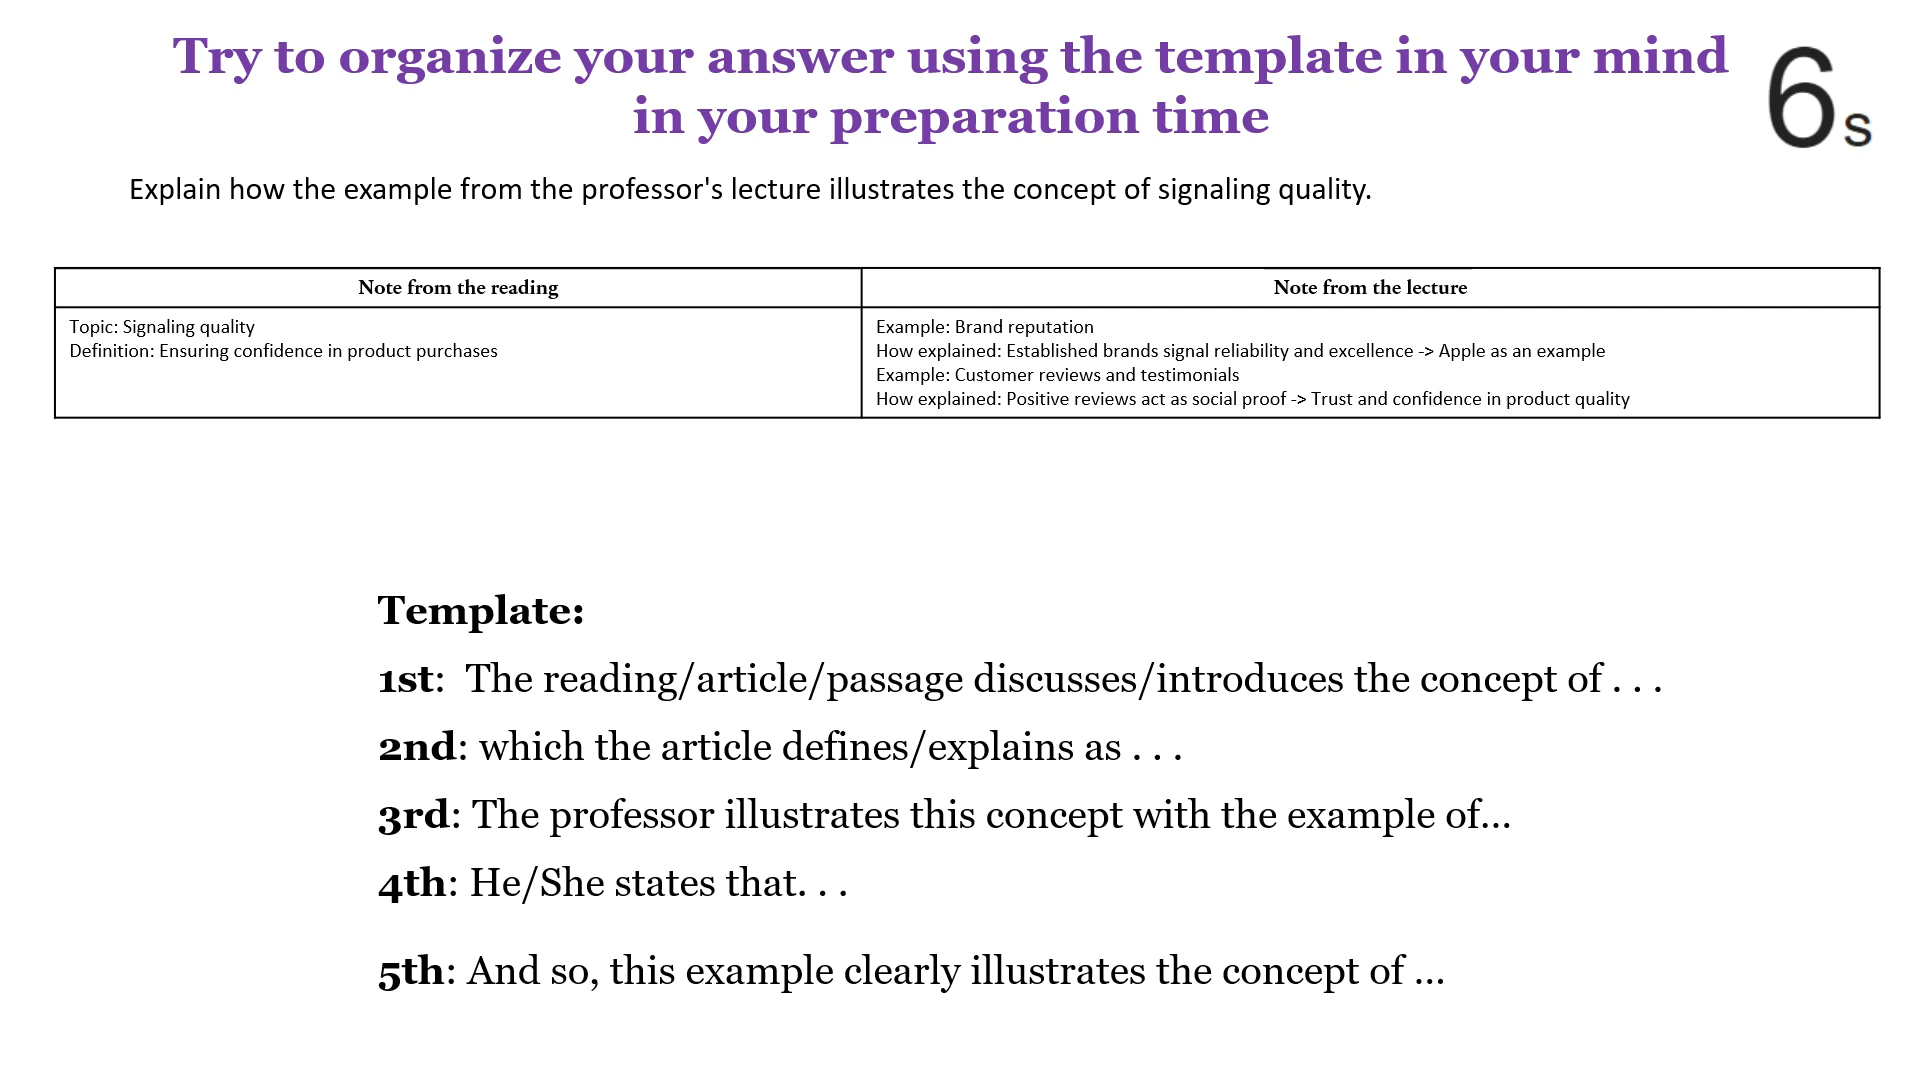 Try to organize your answer using the template in your mind
in your preparation time
6s
Explain how the example from the professor's lecture illustrates the concept of signaling quality.
Note from the reading
Note from the lecture
Topic: Signaling quality
Definition: Ensuring confidence in product purchases
Example: Brand reputation
How explained: Established brands signal reliability and excellence -> Apple as an example
Example: Customer reviews and testimonials
How explained: Positive reviews act as social proof -> Trust and confidence in product quality
Template:
1st:  The reading/article/passage discusses/introduces the concept of . . .
2nd: which the article defines/explains as . . .
3rd: The professor illustrates this concept with the example of...
4th: He/She states that. . .
5th: And so, this example clearly illustrates the concept of ...